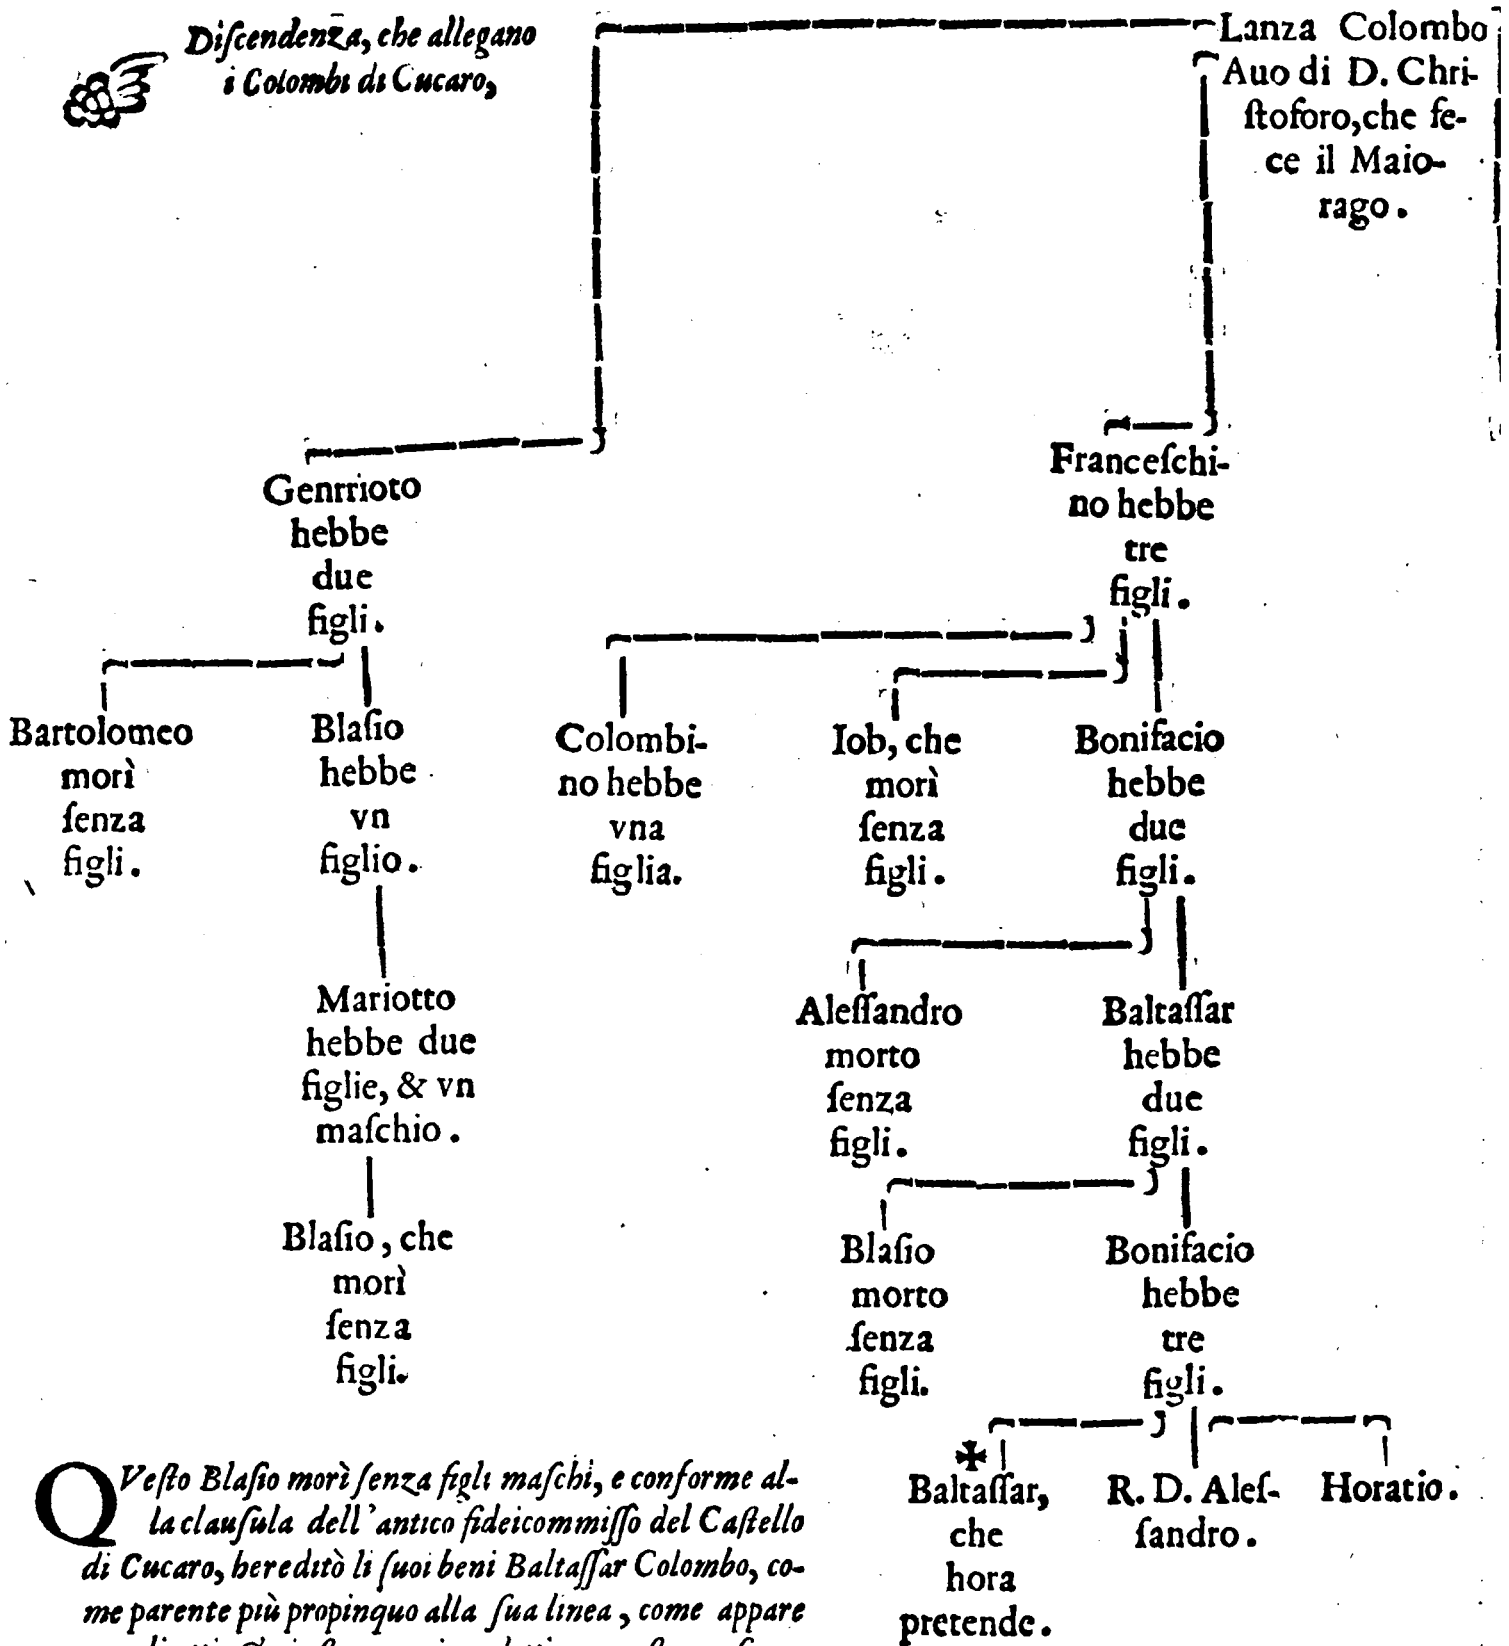 Diſcendenza, che allegano
i Colombi di Cucaro,
Lanza Colombo
Auo di D. Chri-
ſtoforo, che fe-
ce il Maio-
rago.
Genrrioto
hebbe
due
figli.
Franceſchi-
no hebbe
tre
figli.
Bartolomeo
morì
ſenza
figli.
Blaſio
hebbe
vn
figlio.
Colombi-
no hebbe
vna
figlia.
Iob, che
morì
ſenza
figli.
Bonifacio
hebbe
due
figli.
Mariotto
hebbe due
figlie, & vn
maſchio.
Aleſſandro
morto
ſenza
figli.
Baltaſſar
hebbe
due
figli.
Blaſio, che
morì
ſenza
figli.
Blaſio
morto
ſenza
figli.
Bonifacio
hebbe
tre
figli.
✠
Baltaſſar,
che
hora
pretende.
R. D. Aleſ-
ſandro.
Horatio.
QVeſto Blaſio morì ſenza figli maſchi, e conforme al-
la clauſula dell'antico fideicommiſſo del Caſtello
di Cucaro, hereditò li ſuoi beni Baltaſſar Colombo, co-
me parente più propinquo alla ſua linea, come appare